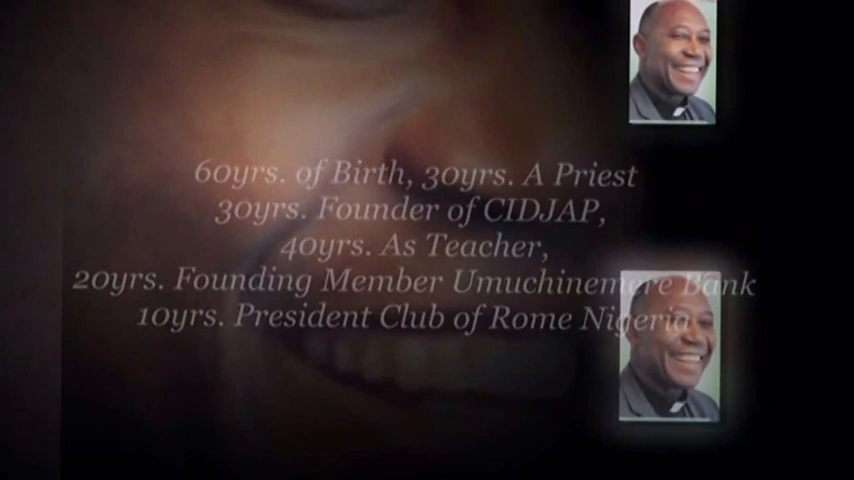 60yrs. of Birth, 30yrs. A Priest
30yrs. Founder of CIDJAP,
40yrs. As Teacher,
20yrs. Founding Member Umuchinemere Bank
10yrs. President Club of Rome Nigeria